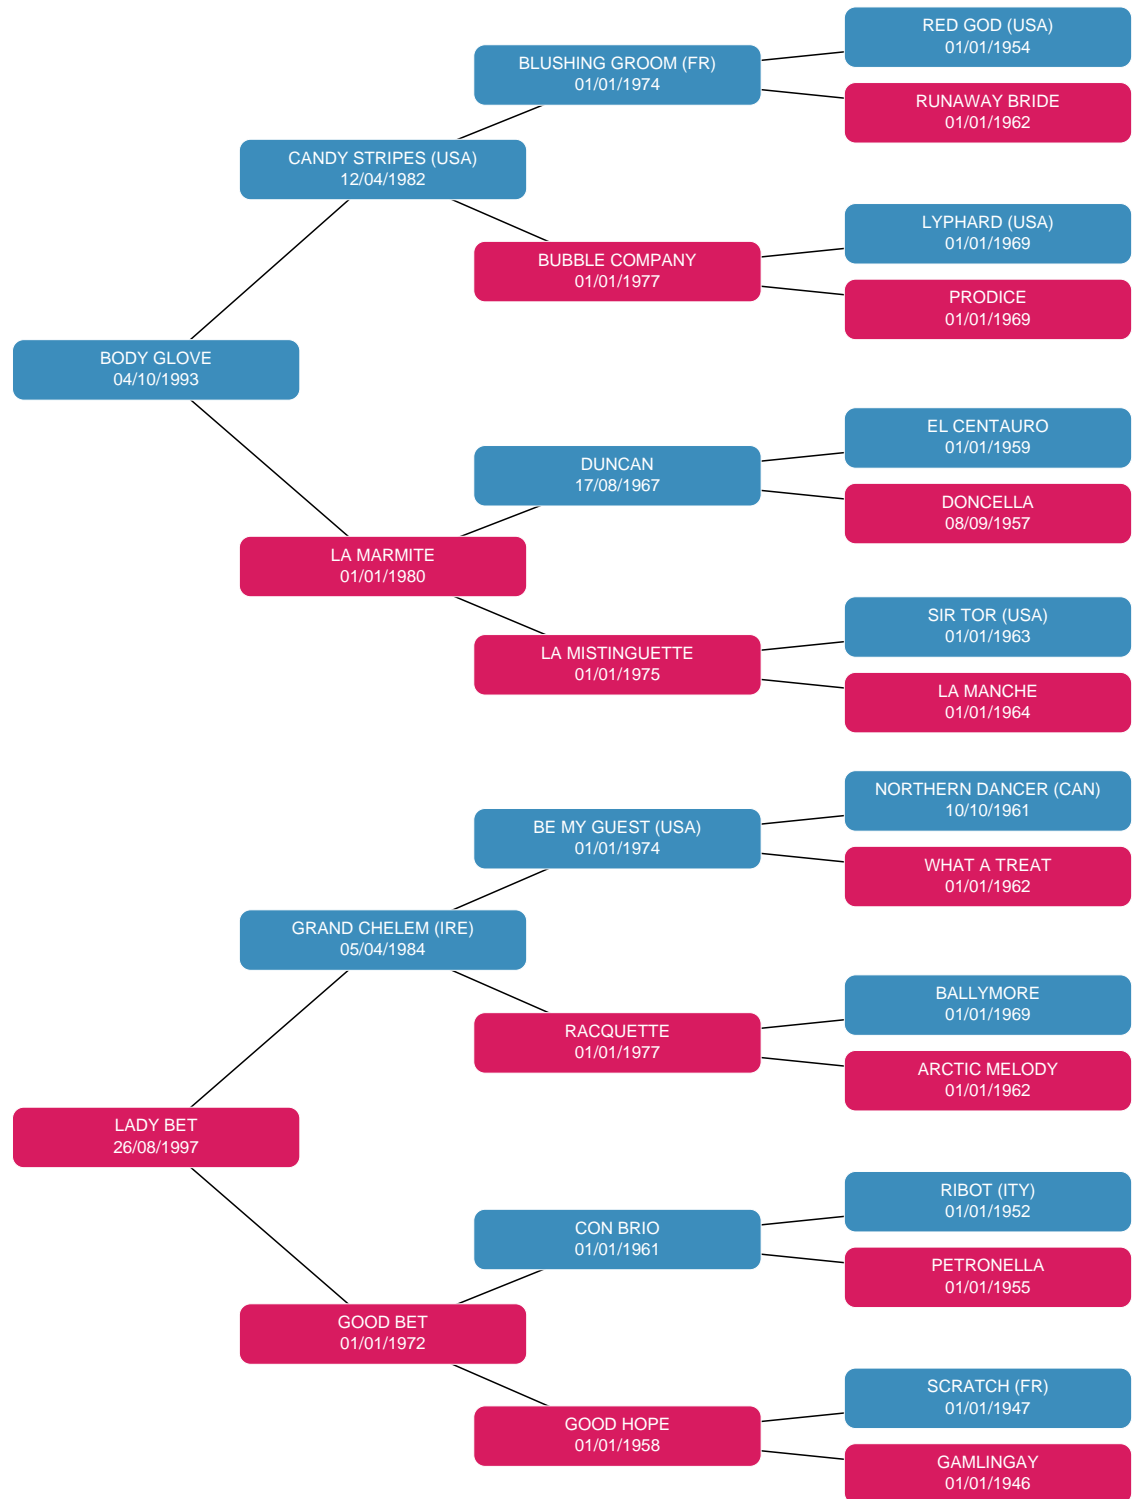 RED GOD (USA)
01/01/1954
BLUSHING GROOM (FR)
01/01/1974
RUNAWAY BRIDE
01/01/1962
CANDY STRIPES (USA)
12/04/1982
LYPHARD (USA)
01/01/1969
BUBBLE COMPANY
01/01/1977
PRODICE
01/01/1969
BODY GLOVE
04/10/1993
EL CENTAURO
01/01/1959
DUNCAN
17/08/1967
DONCELLA
08/09/1957
LA MARMITE
01/01/1980
SIR TOR (USA)
01/01/1963
LA MISTINGUETTE
01/01/1975
LA MANCHE
01/01/1964
NORTHERN DANCER (CAN)
10/10/1961
BE MY GUEST (USA)
01/01/1974
WHAT A TREAT
01/01/1962
GRAND CHELEM (IRE)
05/04/1984
BALLYMORE
01/01/1969
RACQUETTE
01/01/1977
ARCTIC MELODY
01/01/1962
LADY BET
26/08/1997
RIBOT (ITY)
01/01/1952
CON BRIO
01/01/1961
PETRONELLA
01/01/1955
GOOD BET
01/01/1972
SCRATCH (FR)
01/01/1947
GOOD HOPE
01/01/1958
GAMLINGAY
01/01/1946